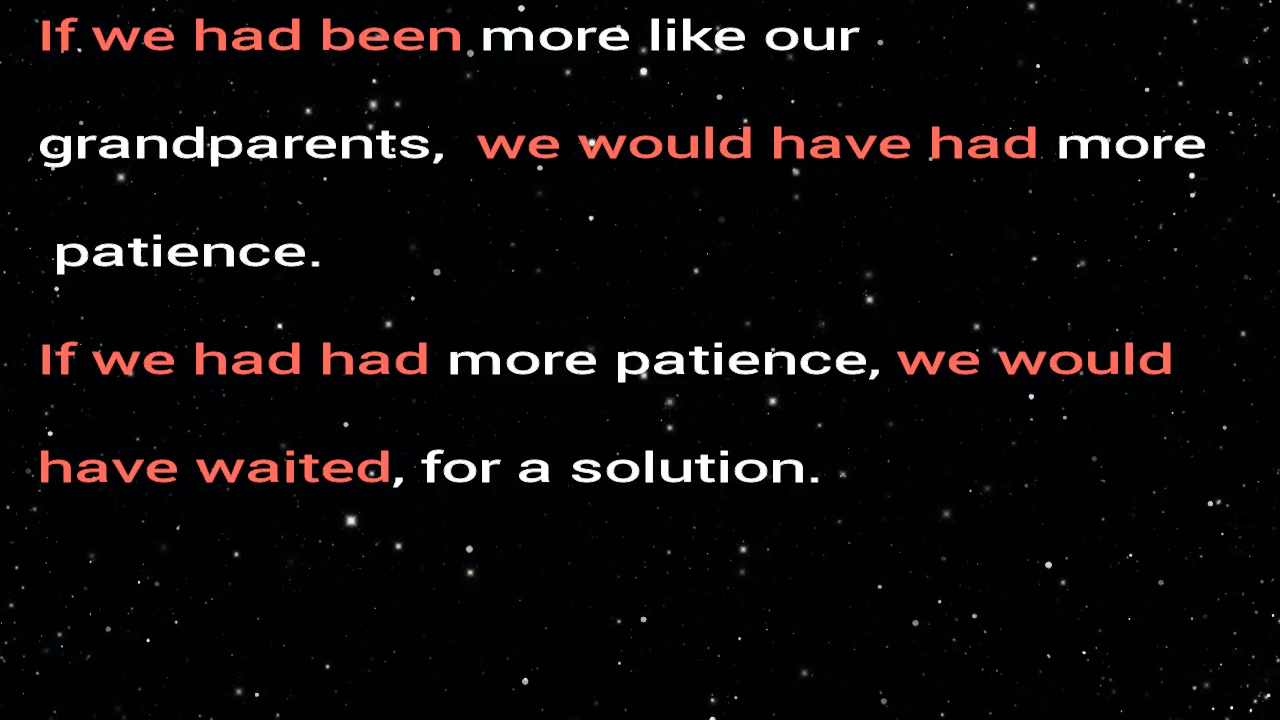 If we had been more like our
grandparents, we would have had more
patience.
If we had had more patience, we would
have waited, for a solution.